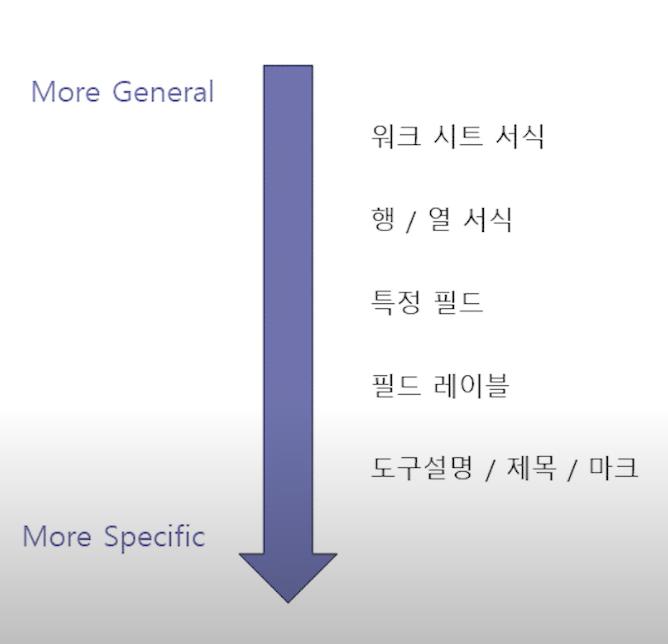 More General
워크 시트 서식
행 / 열 서식
특정 필드
필드 레이블
도구설명 / 제목 / 마크
More Specific